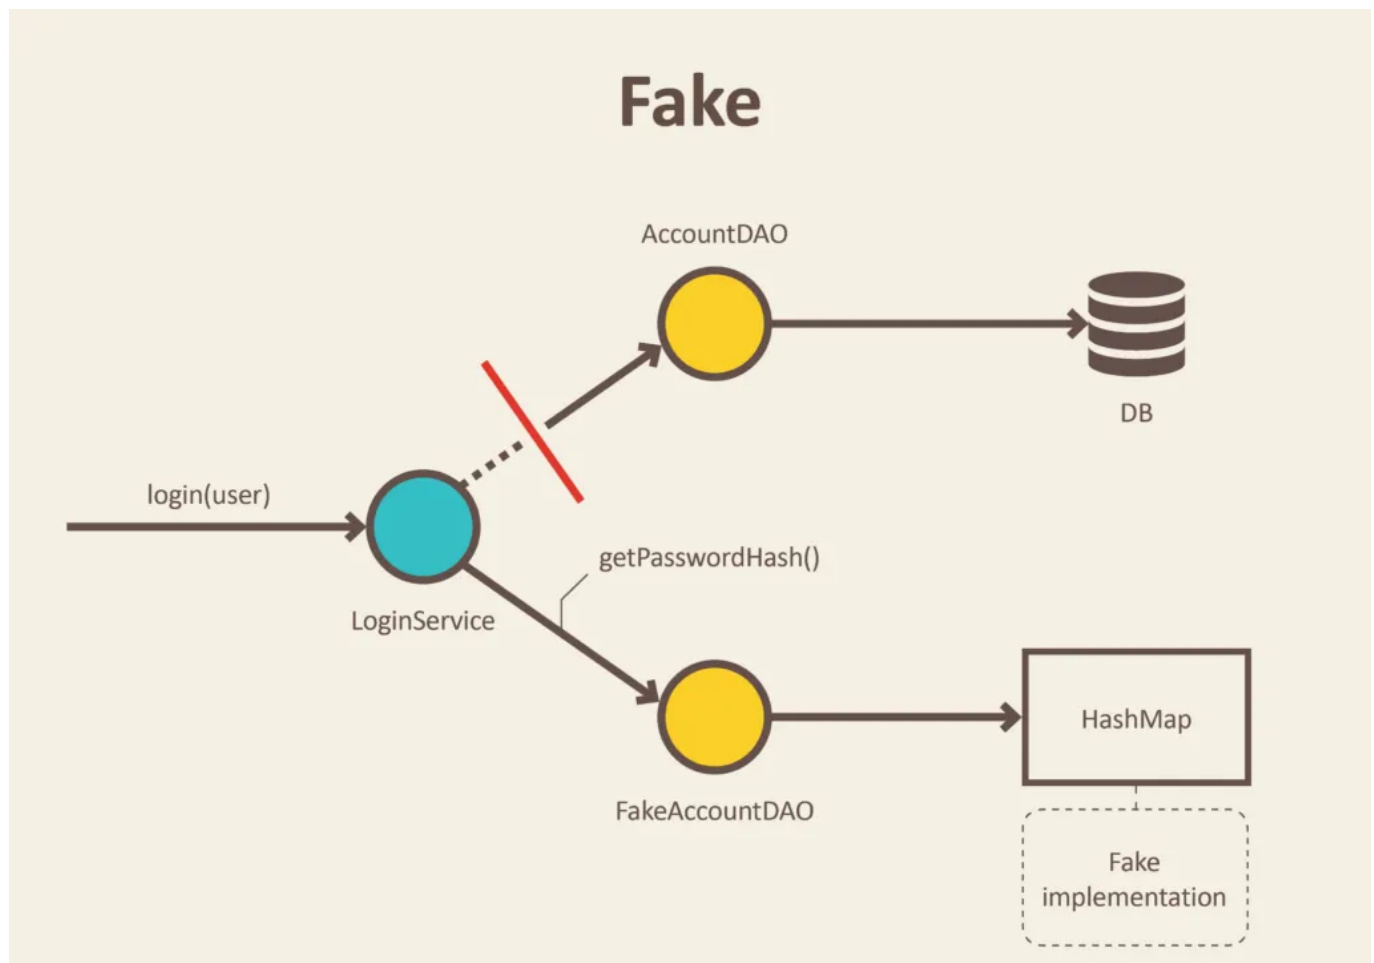 Fake
AccountDAO
DB
login(user)
getPasswordHash()
LoginService
HashMap
FakeAccountDAO
Fake
implementation